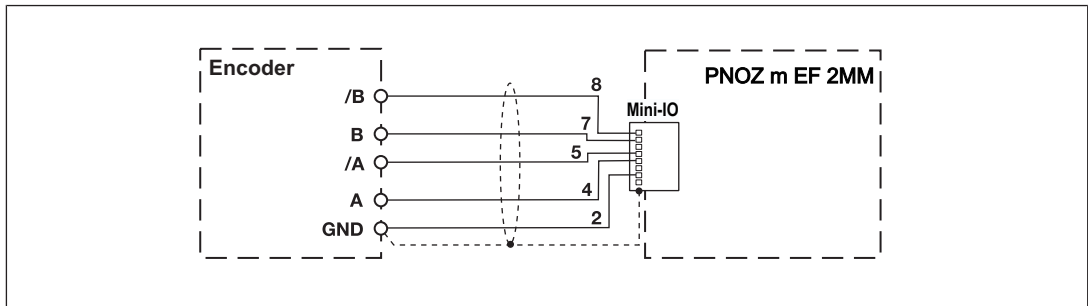 Encoder
PNOZ m EF 2MM
Mini-IO
/B 8
B 7
/A 5
A 4
GND 2